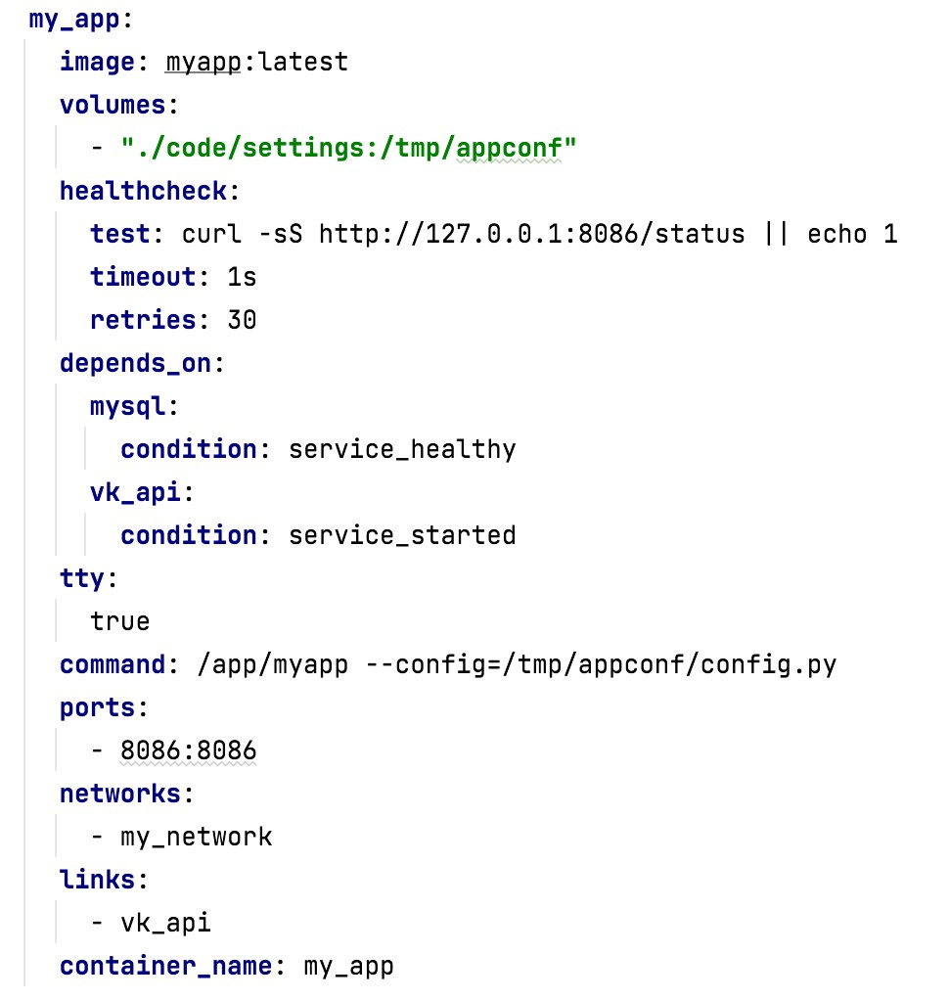 my_app:
  image: myapp:latest
  volumes:
    - "./code/settings:/tmp/appconf"
  healthcheck:
    test: curl -sS http://127.0.0.1:8086/status || echo 1
    timeout: 1s
    retries: 30
  depends_on:
    mysql:
      condition: service_healthy
    vk_api:
      condition: service_started
  tty:
    true
  command: /app/myapp --config=/tmp/appconf/config.py
  ports:
    - 8086:8086
  networks:
    - my_network
  links:
    - vk_api
  container_name: my_app